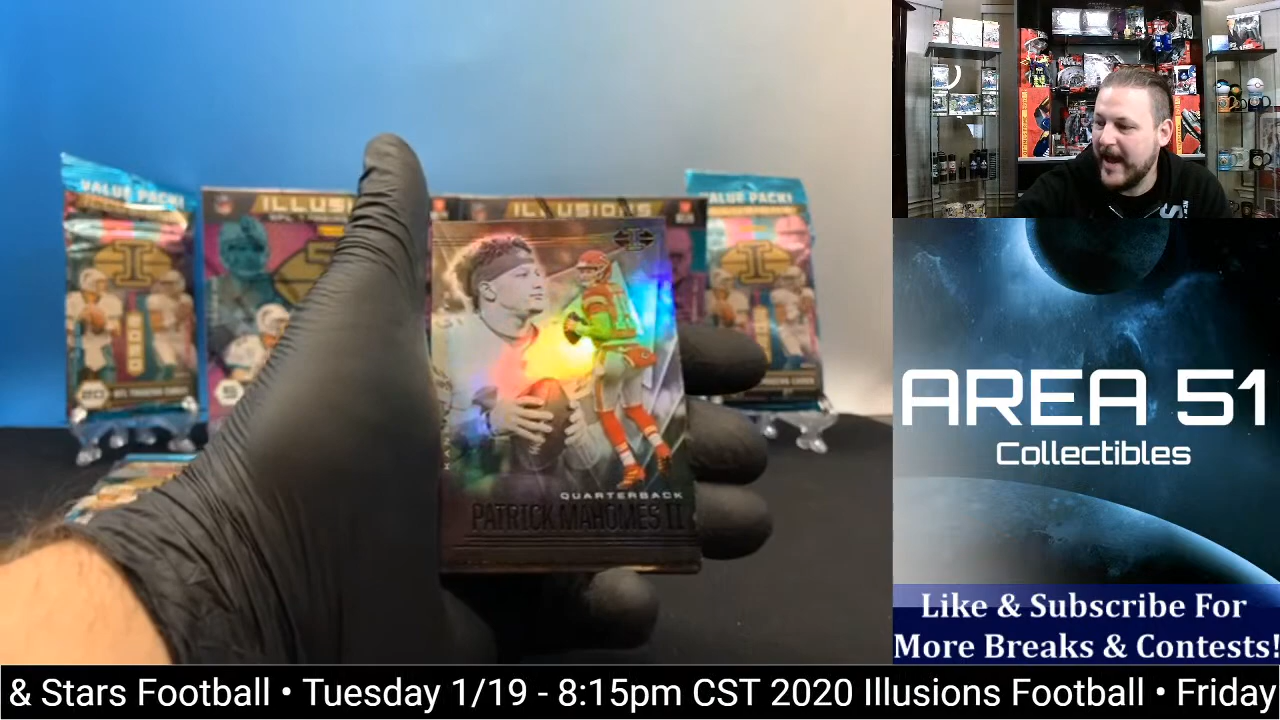 VALUE PACK!
ILLUSIONS
VALUE PACK!
QUARTERBACK
PATRICK MAHOMES II
AREA 51
Collectibles
Like & Subscribe For
More Breaks & Contests!
& Stars Football • Tuesday 1/19 - 8:15pm CST 2020 Illusions Football • Friday